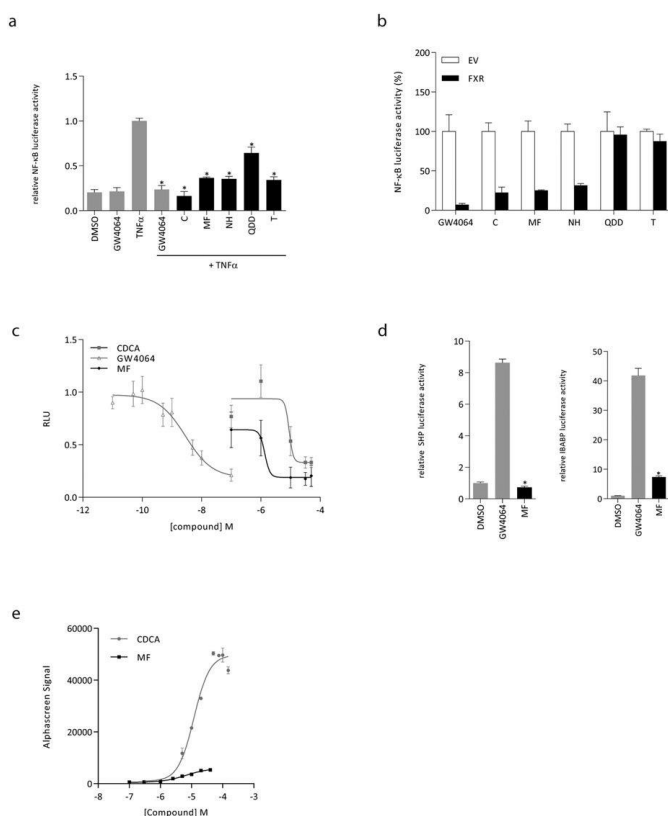 a
relative NF-κB luciferase activity
1.5
1.0
0.5
0.0
DMSO
GW4064
TNFα
GW4064
C
MF
NH
QDD
T
*
*
*
*
*
*
+ TNFα
b
NF-κB luciferase activity (%)
200
150
100
50
0
EV
FXR
GW4064
C
MF
NH
QDD
T
c
RLU
1.5
1.0
0.5
0.0
CDCA
GW4064
MF
-12
-10
-8
-6
-4
[compound] M
d
relative SHP luciferase activity
10
8
6
4
2
0
*
DMSO
GW4064
MF
relative IBABP luciferase activity
50
40
30
20
10
0
*
DMSO
GW4064
MF
e
Alphascreen Signal
60000
40000
20000
0
CDCA
MF
-8
-7
-6
-5
-4
-3
[Compound] M